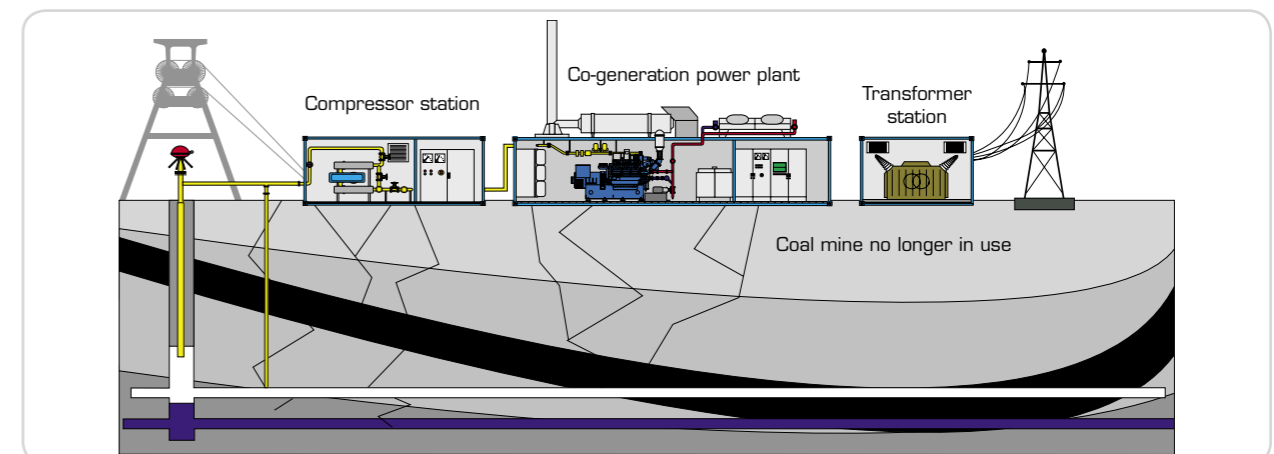 Co-generation power plant
Compressor station
Transformer
station
Coal mine no longer in use